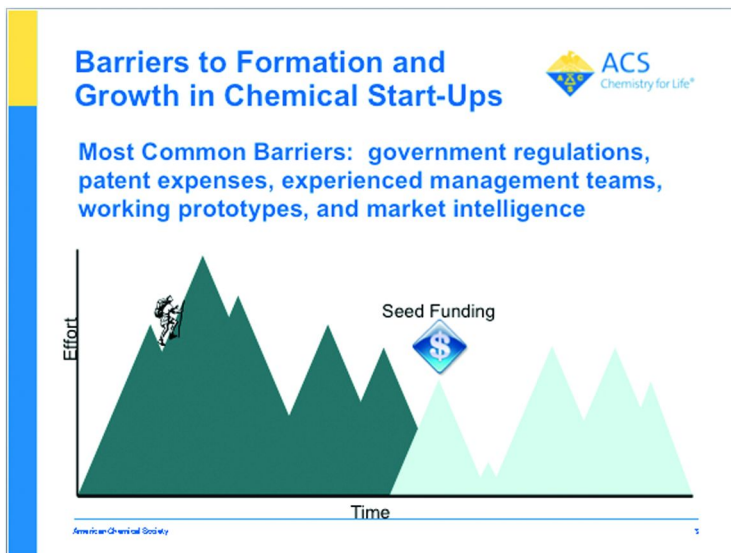 Barriers to Formation and
Growth in Chemical Start-Ups
ACS
Chemistry for Life®
Most Common Barriers: government regulations,
patent expenses, experienced management teams,
working prototypes, and market intelligence
Seed Funding
$
Effort
Time
American Chemical Society